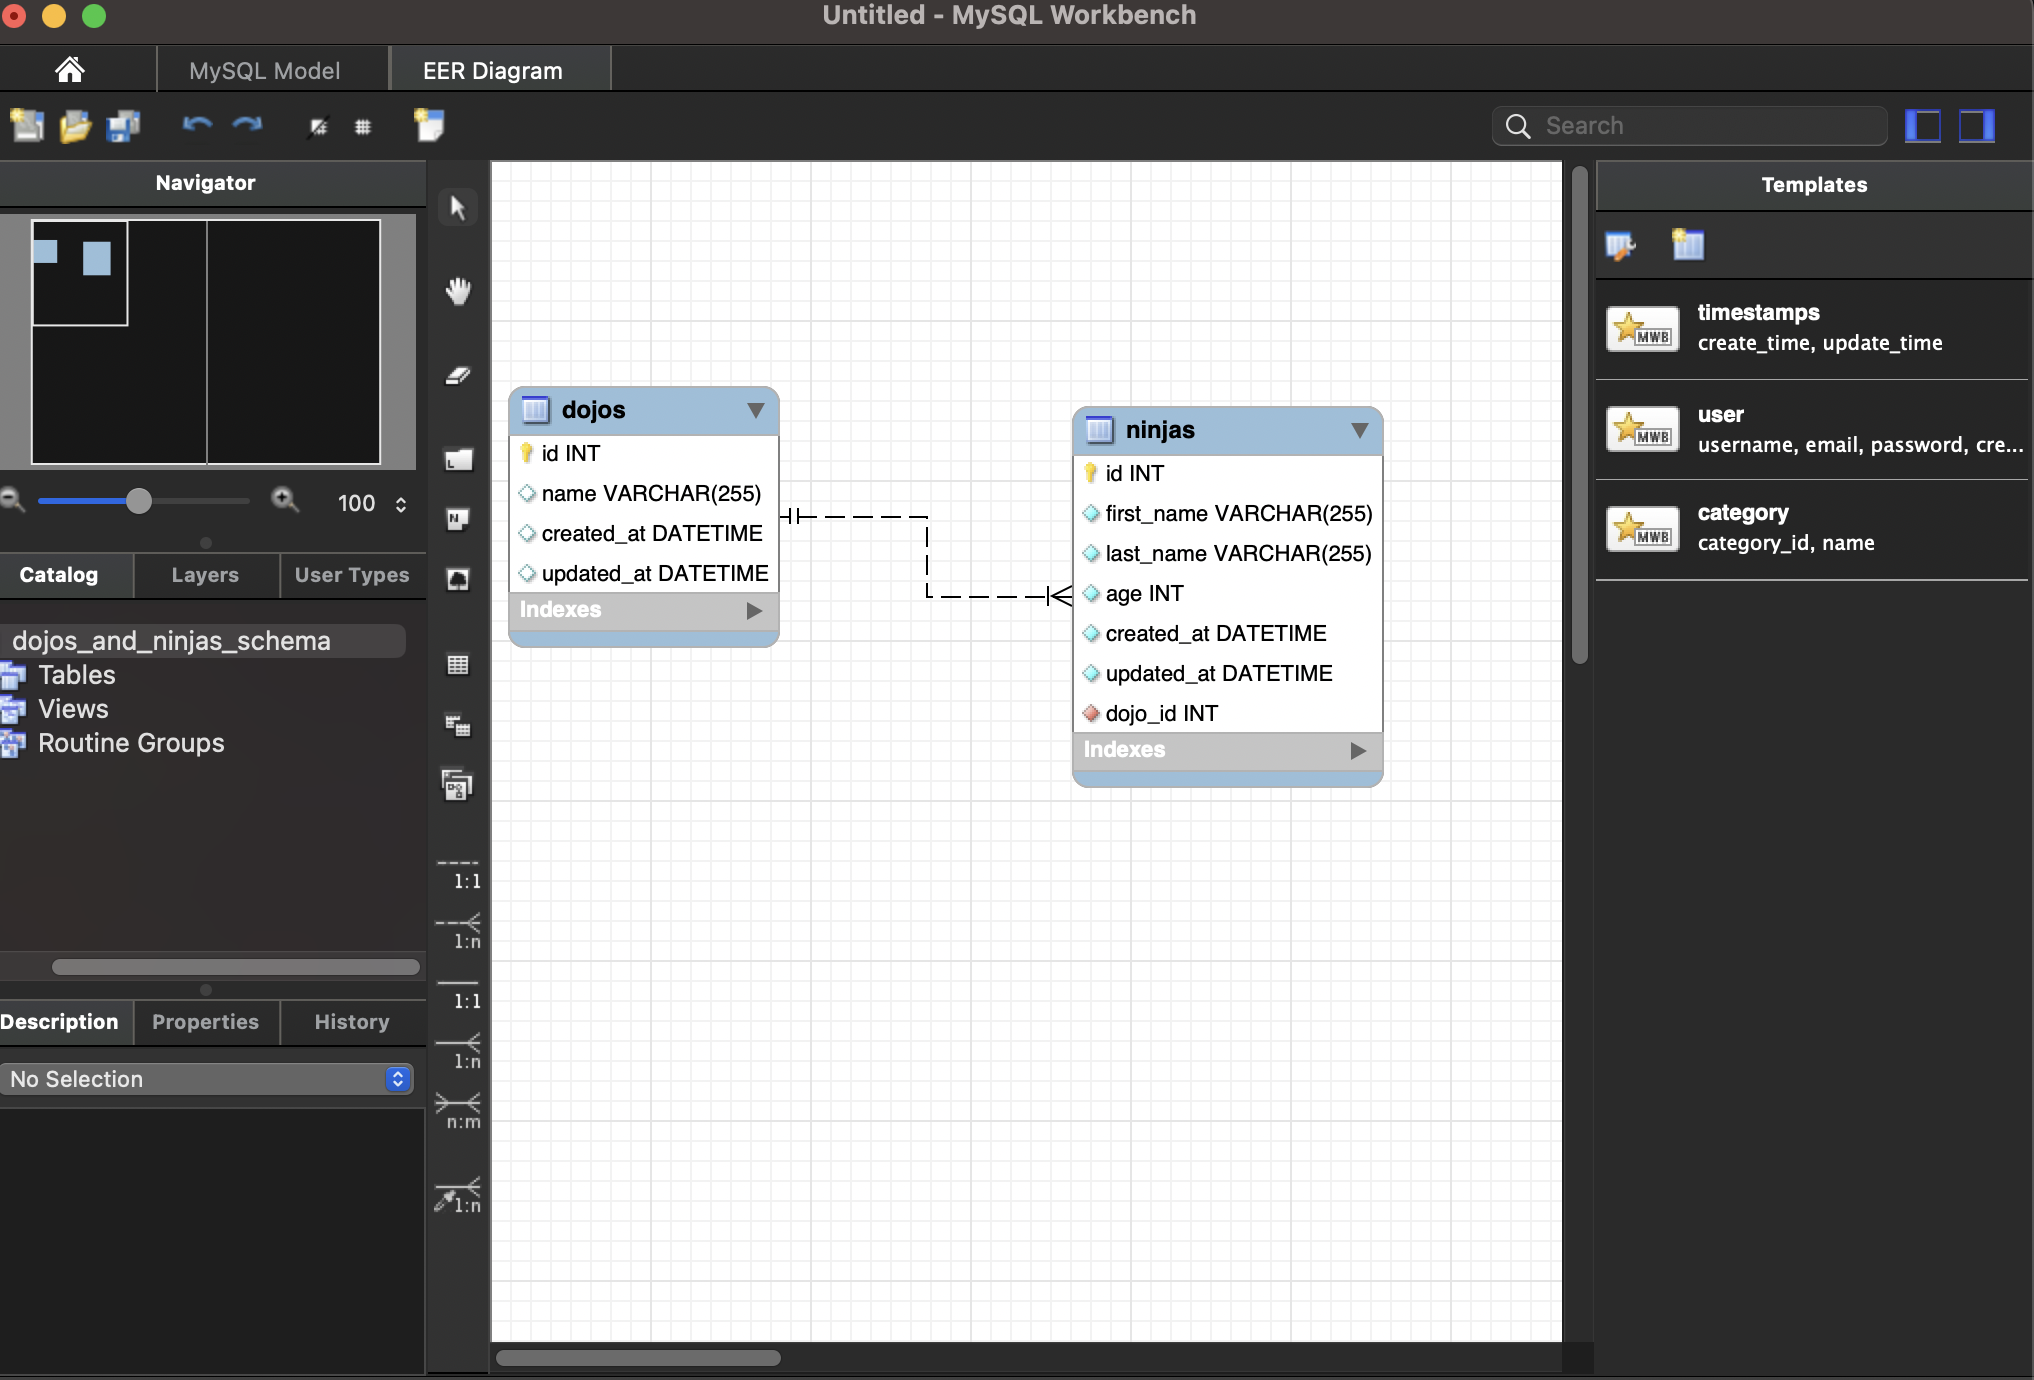 Untitled - MySQL Workbench
MySQL Model
EER Diagram
Search
Navigator
100
Catalog
Layers
User Types
dojos_and_ninjas_schema
Tables
Views
Routine Groups
Description
Properties
History
No Selection
L
N
1:1
1:n
1:1
1:n
n:m
1:n
dojos
id INT
name VARCHAR(255)
created_at DATETIME
updated_at DATETIME
Indexes
ninjas
id INT
first_name VARCHAR(255)
last_name VARCHAR(255)
age INT
created_at DATETIME
updated_at DATETIME
dojo_id INT
Indexes
Templates
MWB
timestamps
create_time, update_time
MWB
user
username, email, password, cre...
MWB
category
category_id, name